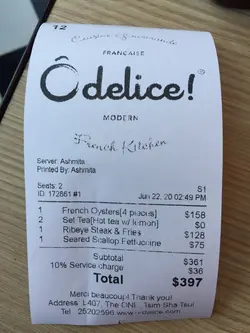 12
Cuisine Gourmande
FRANCAISE
Ôdelice!
MODERN
French Kitchen
Server: Ashmita
Printed By: Ashmita
Seats: 2
S1
ID: 172861 #1
Jun 22, 20 02:49 PM
1 French Oysters[4 pieces] $158
2 Set Tea[Hot tea w/ lemon] $0
1 Ribeye Steak & Fries $128
1 Seared Scallop Fettuccine $75
Subtotal $361
10% Service charge $36
Total $397
Merci beaucoup! Thank you!
Address: L407, The ONE, Tsim Sha Tsui
Tel: 25202596 www.odelice.com